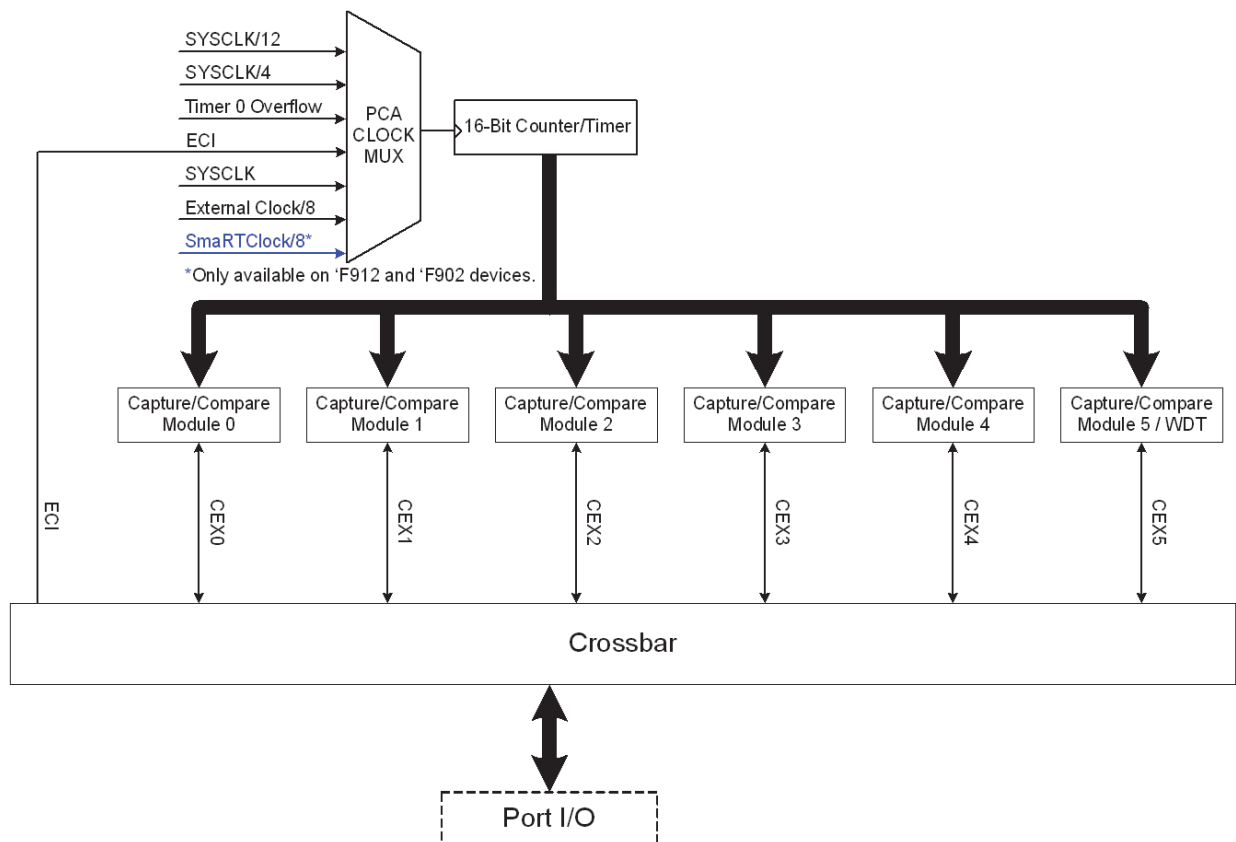 SYSCLK/12
SYSCLK/4
Timer 0 Overflow
ECI
SYSCLK
External Clock/8
SmaRTClock/8*
*Only available on ‘F912 and ‘F902 devices.
PCA
CLOCK
MUX
16-Bit Counter/Timer
Capture/Compare
Module 0
Capture/Compare
Module 1
Capture/Compare
Module 2
Capture/Compare
Module 3
Capture/Compare
Module 4
Capture/Compare
Module 5 / WDT
ECI
CEX0
CEX1
CEX2
CEX3
CEX4
CEX5
Crossbar
Port I/O